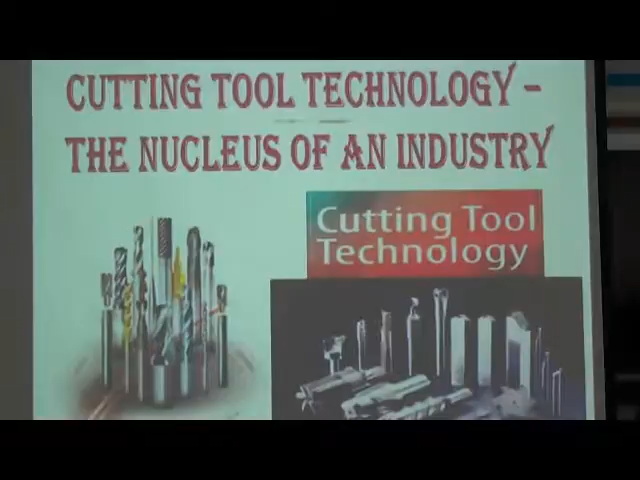 CUTTING TOOL TECHNOLOGY –
THE NUCLEUS OF AN INDUSTRY
Cutting Tool
Technology